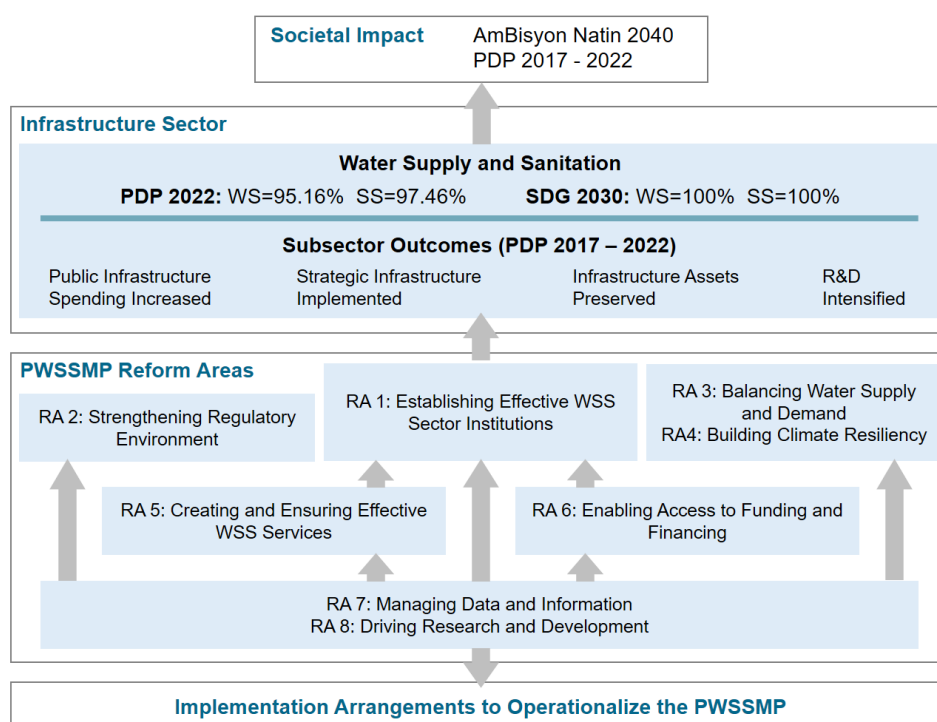 Societal Impact
AmBisyon Natin 2040
PDP 2017 - 2022
Infrastructure Sector
Water Supply and Sanitation
PDP 2022: WS=95.16% SS=97.46%
SDG 2030: WS=100% SS=100%
Subsector Outcomes (PDP 2017 – 2022)
Public Infrastructure
Spending Increased
Strategic Infrastructure
Implemented
Infrastructure Assets
Preserved
R&D
Intensified
PWSSMP Reform Areas
RA 2: Strengthening Regulatory
Environment
RA 1: Establishing Effective WSS
Sector Institutions
RA 3: Balancing Water Supply
and Demand
RA4: Building Climate Resiliency
RA 5: Creating and Ensuring Effective
WSS Services
RA 6: Enabling Access to Funding and
Financing
RA 7: Managing Data and Information
RA 8: Driving Research and Development
Implementation Arrangements to Operationalize the PWSSMP